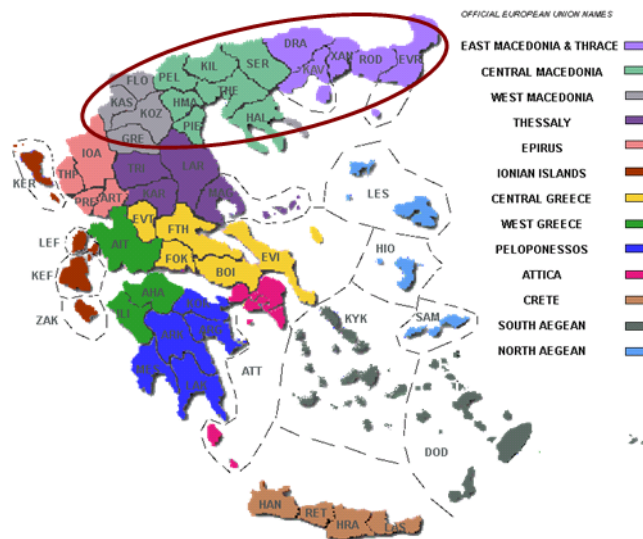 OFFICIAL EUROPEAN UNION NAMES
EAST MACEDONIA & THRACE
CENTRAL MACEDONIA
WEST MACEDONIA
THESSALY
EPIRUS
IONIAN ISLANDS
CENTRAL GREECE
WEST GREECE
PELOPONESSOS
ATTICA
CRETE
SOUTH AEGEAN
NORTH AEGEAN
DRA
XAN
ROD
EVR
KAV
SER
KIL
PEL
FLO
THE
KAS
KOZ
HMA
HAL
PIE
GRE
IOA
KER
TRI
LAR
THP
KAR
MAG
PRE
ART
LES
EVT
FTH
LEF
AIT
EVI
HIO
FOK
BOI
KEF
AHA
ILI
KOR
ZAK
KYK
SAM
ARK
ARG
ATT
MES
LAK
DOD
HAN
RET
HRA
LAS